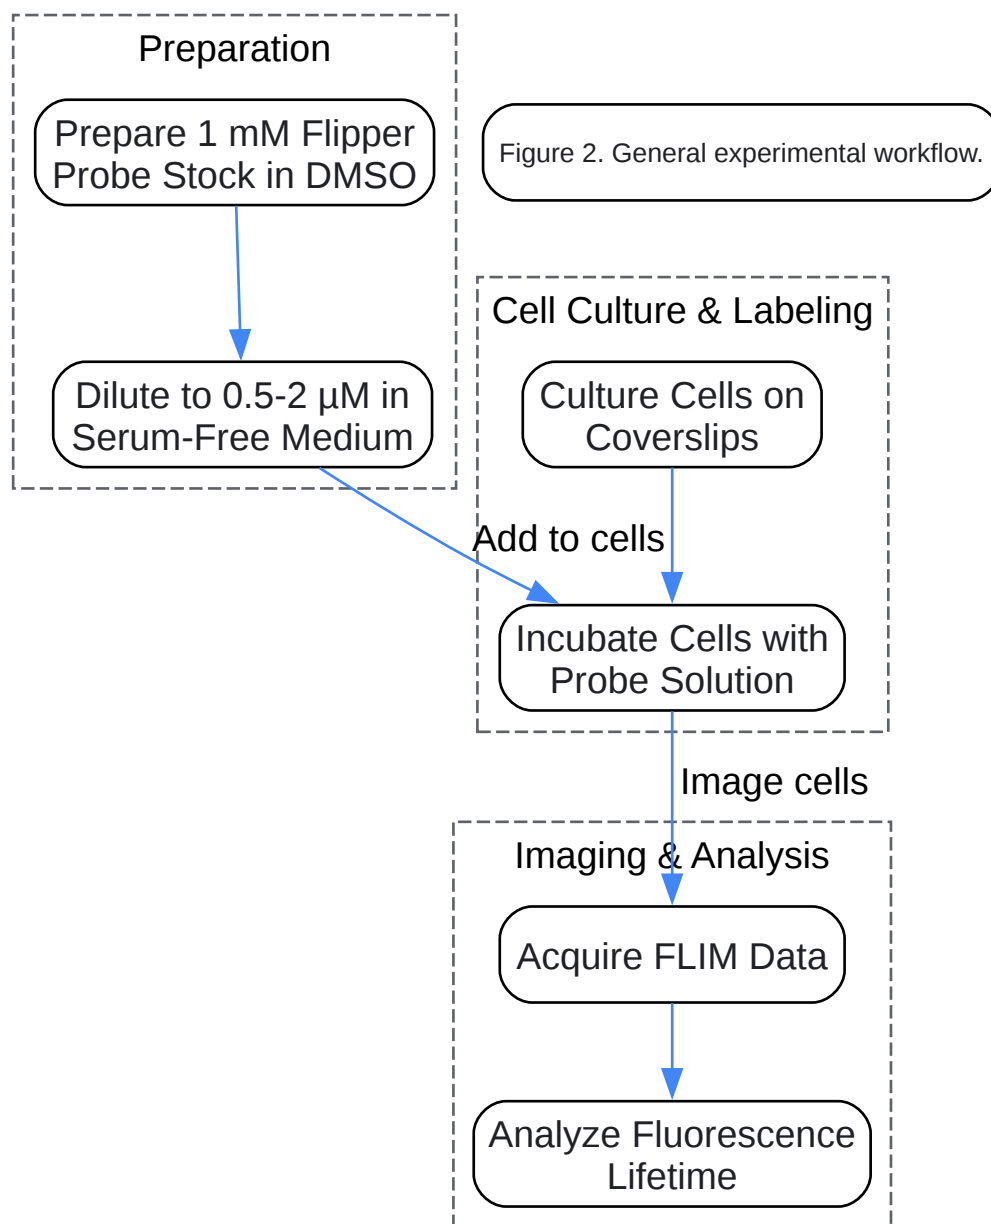 Preparation
Prepare 1 mM Flipper
Probe Stock in DMSO
Figure 2. General experimental workflow.
Dilute to 0.5-2 µM in
Serum-Free Medium
Cell Culture & Labeling
Culture Cells on
Coverslips
Add to cells
Incubate Cells with
Probe Solution
Image cells
Imaging & Analysis
Acquire FLIM Data
Analyze Fluorescence
Lifetime